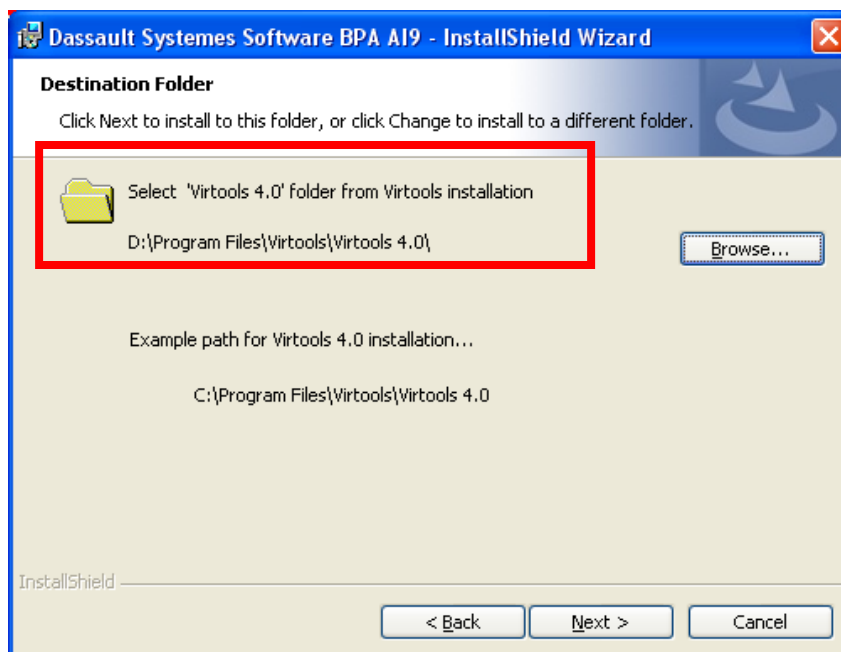 Dassault Systemes Software BPA AI9 - InstallShield Wizard
Destination Folder
Click Next to install to this folder, or click Change to install to a different folder.
Select 'Virtools 4.0' folder from Virtools installation
D:\Program Files\Virtools\Virtools 4.0\
Browse...
Example path for Virtools 4.0 installation...
C:\Program Files\Virtools\Virtools 4.0
InstallShield
< Back Next > Cancel